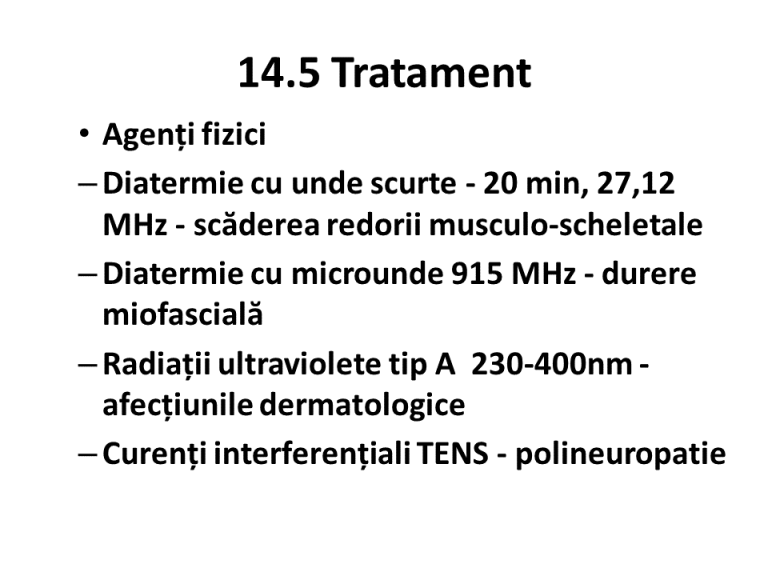 14.5 Tratament
• Agenți fizici
– Diatermie cu unde scurte - 20 min, 27,12
MHz - scăderea redorii musculo-scheletale
– Diatermie cu microunde 915 MHz - durere
miofascială
– Radiații ultraviolete tip A  230-400nm -
afecțiunile dermatologice
– Curenți interferențiali TENS - polineuropatie